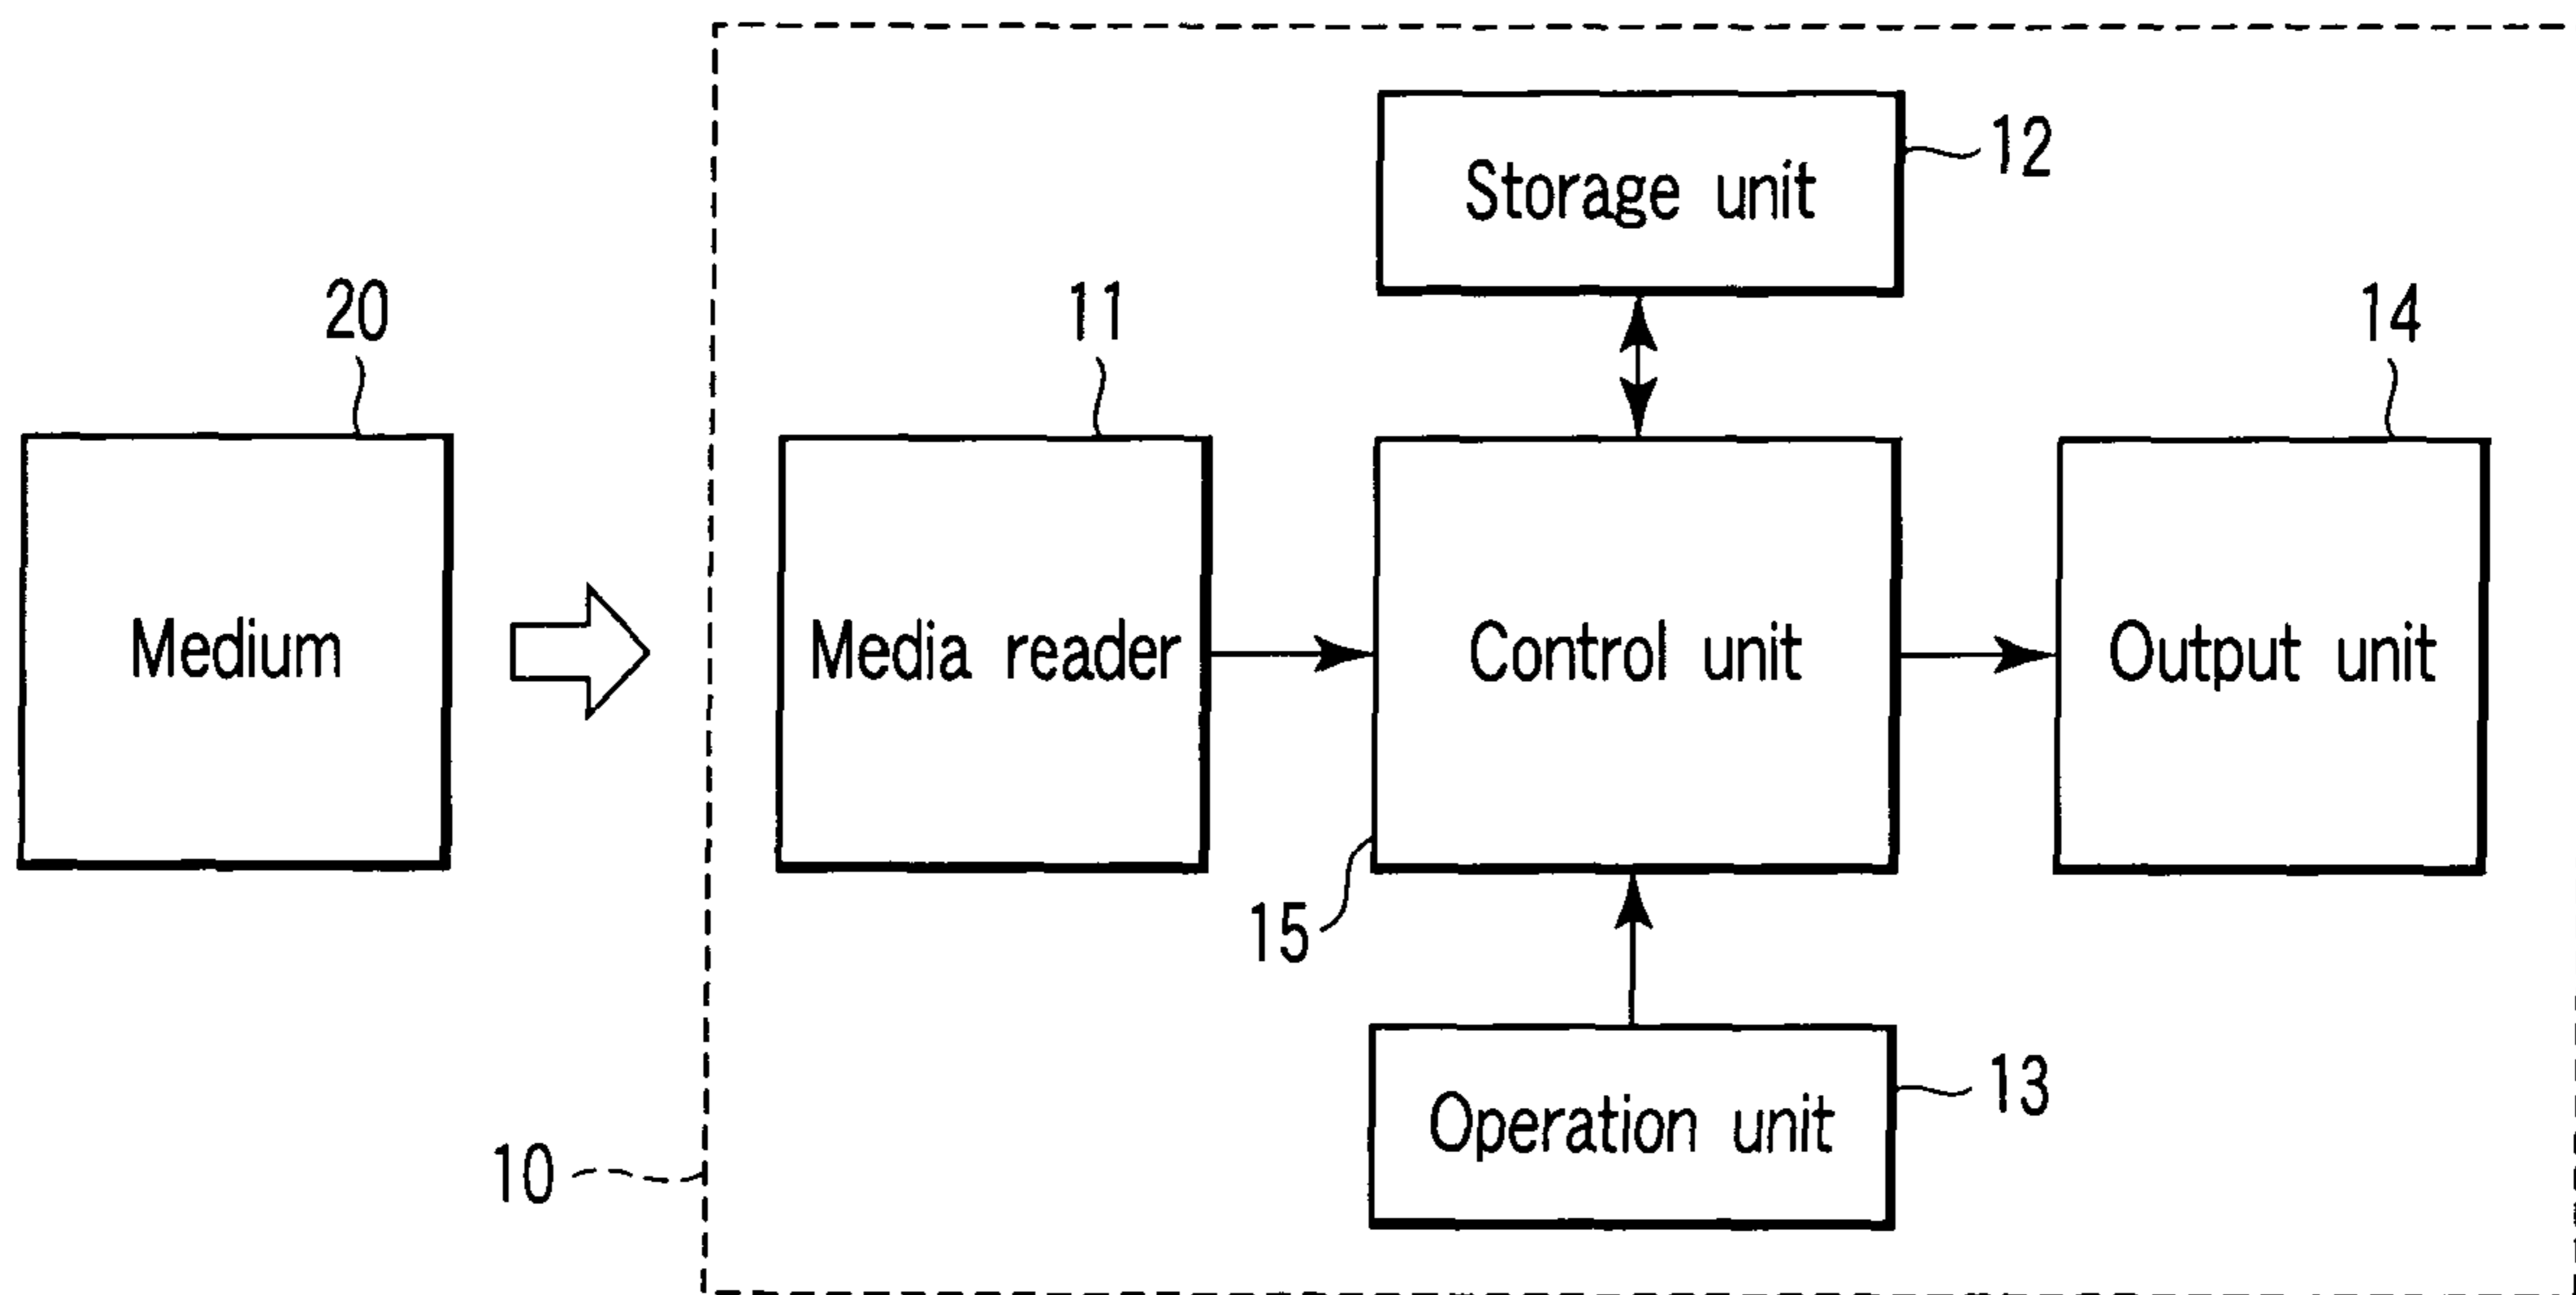 12
Storage unit
20
11
14
Medium
Media reader
Control unit
Output unit
15
13
Operation unit
10